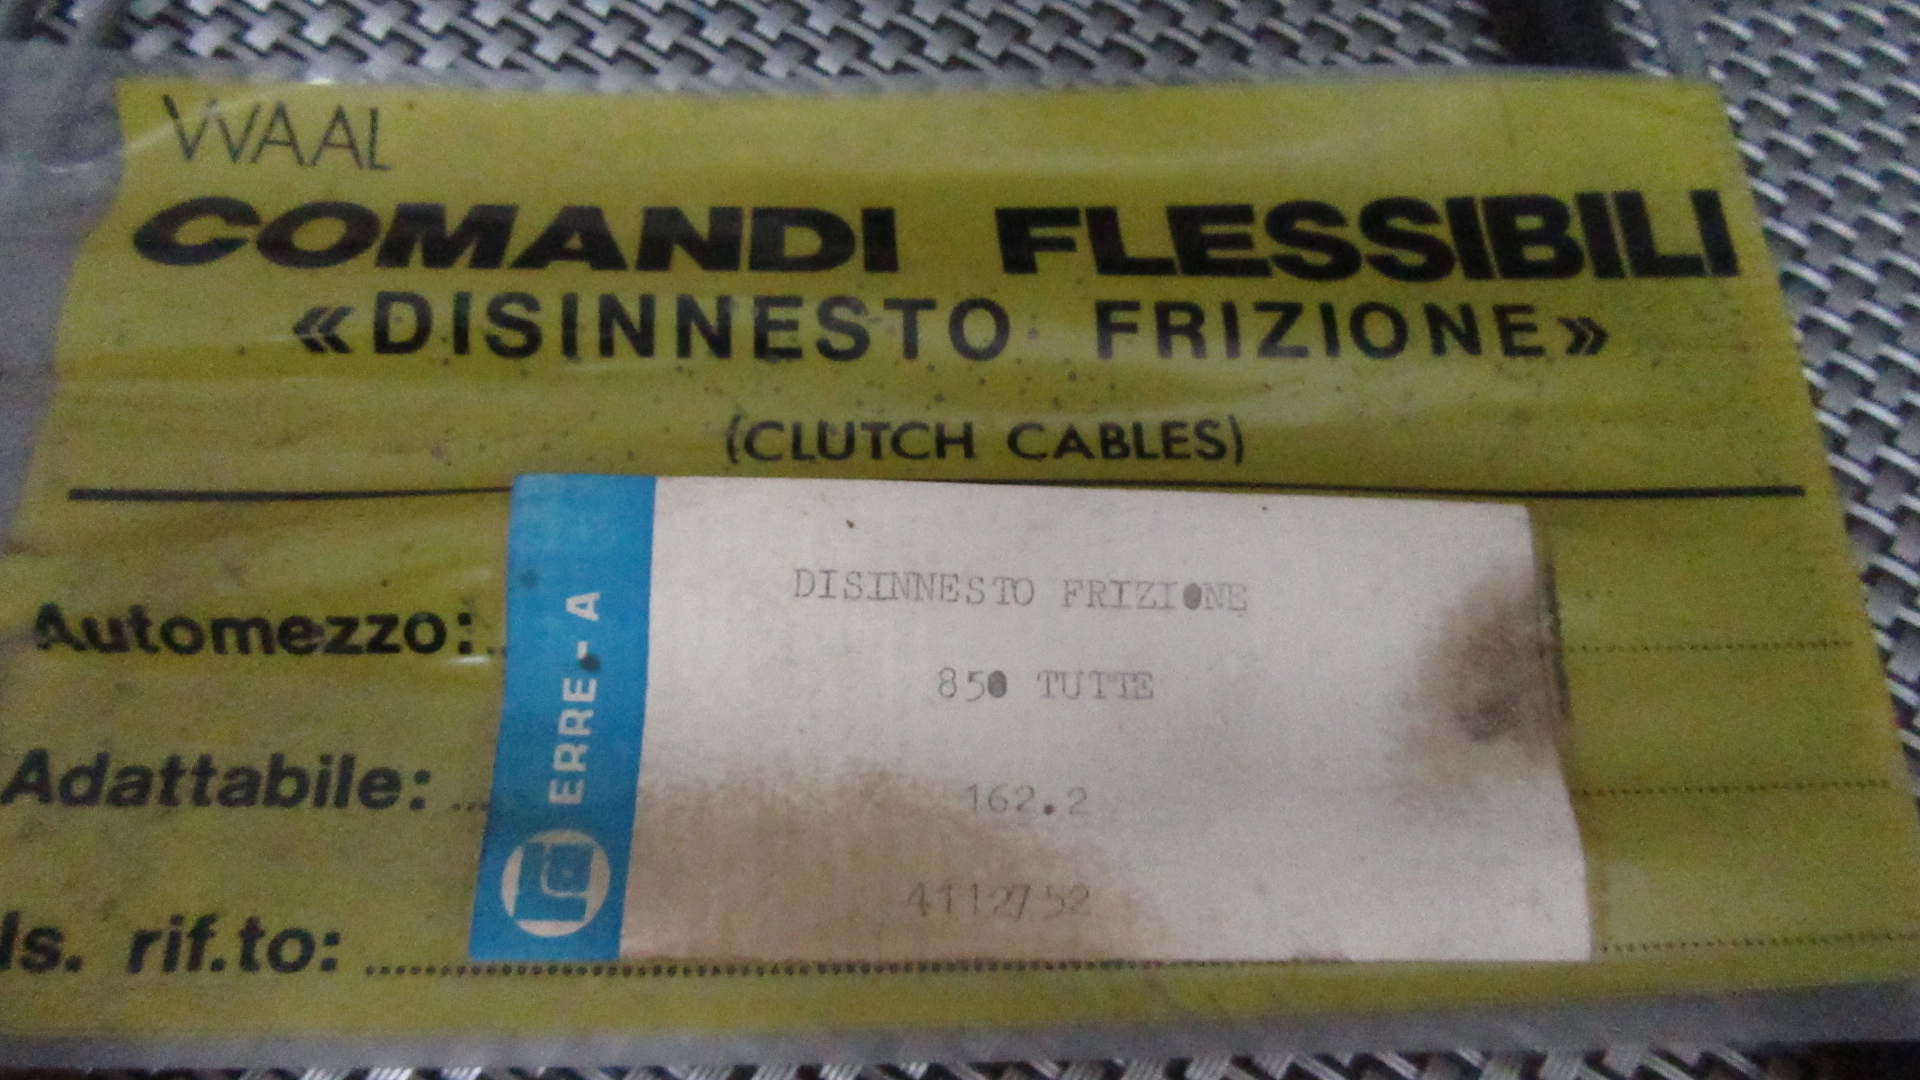 WAAL
COMANDI FLESSIBILI
«DISINNESTO FRIZIONE»
(CLUTCH CABLES)
Automezzo:
Adattabile:
ls. rif.to:
ERRE.-A
DISINNESTO FRIZIONE
850 TUTTE
162.2
4112752